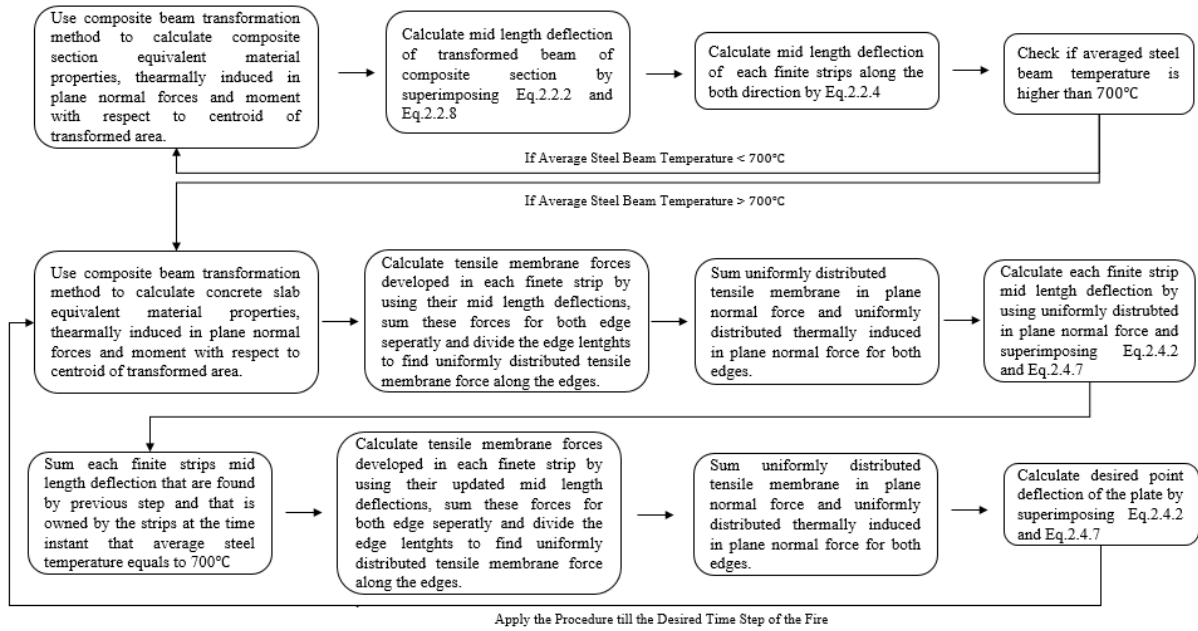 Use composite beam transformation
method to calculate composite
section equivalent material
properties, thearmally induced in
plane normal forces and moment
with respect to centroid of
transformed area.
Calculate mid length deflection
of transformed beam of
composite section by
superimposing Eq.2.2.2 and
Eq.2.2.8
Calculate mid length deflection
of each finite strips along the
both direction by Eq.2.2.4
Check if averaged steel
beam temperature is
higher than 700°C
If Average Steel Beam Temperature < 700°C
If Average Steel Beam Temperature > 700°C
Use composite beam transformation
method to calculate concrete slab
equivalent material properties,
thearmally induced in plane normal
forces and moment with respect to
centroid of transformed area.
Calculate tensile membrane forces
developed in each finete strip by
using their mid length deflections,
sum these forces for both edge
seperatly and divide the edge lentghts
to find uniformly distributed tensile
membrane force along the edges.
Sum uniformly distributed
tensile membrane in plane
normal force and uniformly
distributed thermally induced
in plane normal force for both
edges.
Calculate each finite strip
mid lentgh deflection by
using uniformly distrubted
in plane normal force and
superimposing Eq.2.4.2
and Eq.2.4.7
Sum each finite strips mid
length deflection that are found
by previous step and that is
owned by the strips at the time
instant that average steel
temperature equals to 700°C
Calculate tensile membrane forces
developed in each finete strip by
using their updated mid length
deflections, sum these forces for
both edge seperatly and divide the
edge lentghts to find uniformly
distributed tensile membrane force
along the edges.
Sum uniformly distributed
tensile membrane in plane
normal force and uniformly
distributed thermally induced
in plane normal force for both
edges.
Calculate desired point
deflection of the plate by
superimposing Eq.2.4.2
and Eq.2.4.7
Apply the Procedure till the Desired Time Step of the Fire